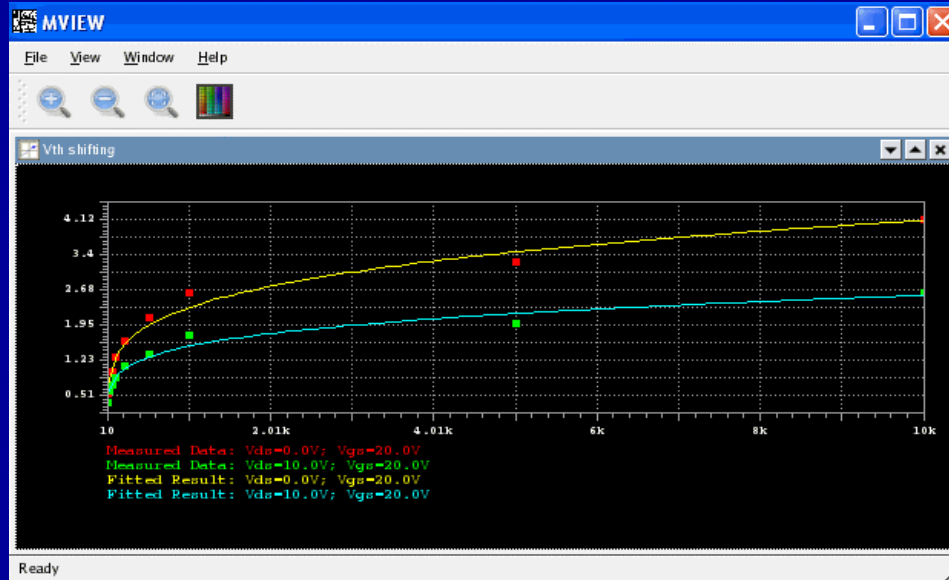 MVIEW
File View Window Help
Vth shifting
4.12
3.4
2.68
1.95
1.23
0.51
10 2.01k 4.01k 6k 8k 10k
Measured Data: Vds=0.0V; Vgs=20.0V
Measured Data: Vds=10.0V; Vgs=20.0V
Fitted Result: Vds=0.0V; Vgs=20.0V
Fitted Result: Vds=10.0V; Vgs=20.0V
Ready